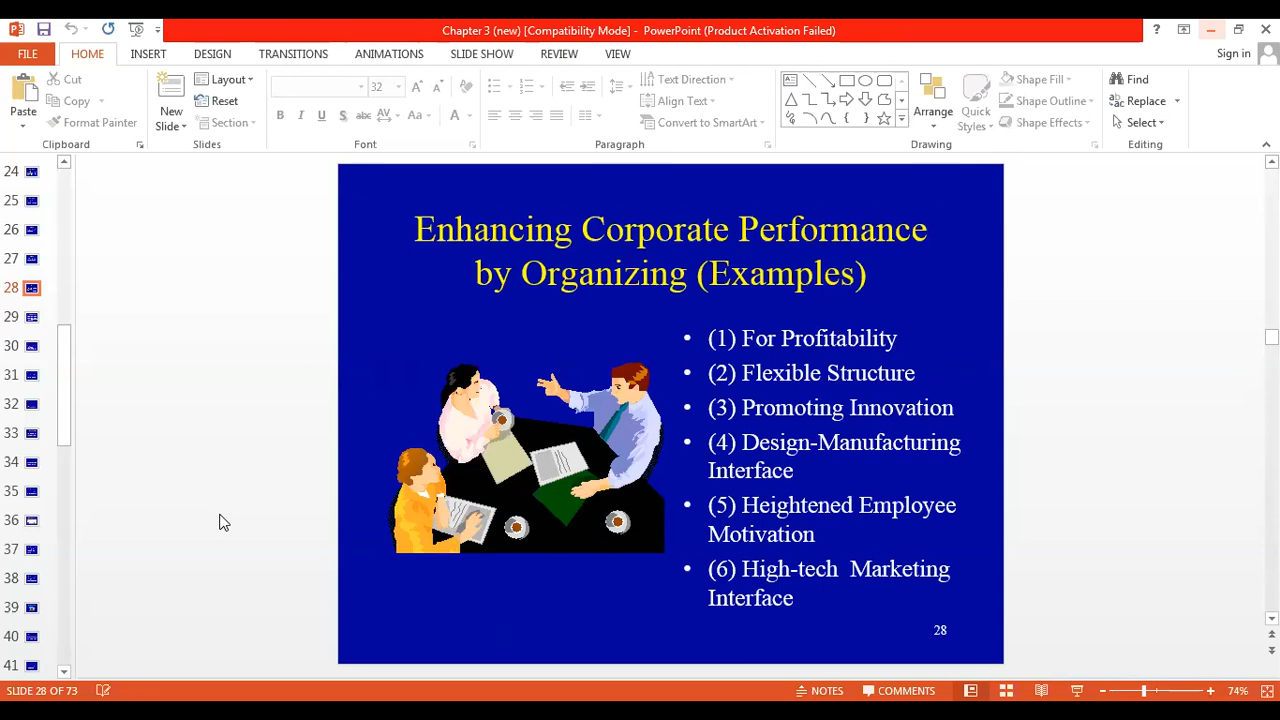 Chapter 3 (new) [Compatibility Mode] - PowerPoint (Product Activation Failed)
FILE HOME INSERT DESIGN TRANSITIONS ANIMATIONS SLIDE SHOW REVIEW VIEW Sign in
Paste
Cut
Copy
Format Painter
Clipboard
New Slide
Layout
Reset
Section
Slides
32
B I U S abc AV Aa A
Font
Text Direction
Align Text
Convert to SmartArt
Paragraph
Arrange
Quick Styles
Shape Fill
Shape Outline
Shape Effects
Drawing
Find
Replace
Select
Editing
24
25
26
27
28
29
30
31
32
33
34
35
36
37
38
39
40
41
Enhancing Corporate Performance
by Organizing (Examples)
• (1) For Profitability
• (2) Flexible Structure
• (3) Promoting Innovation
• (4) Design-Manufacturing
Interface
• (5) Heightened Employee
Motivation
• (6) High-tech Marketing
Interface
28
SLIDE 28 OF 73 NOTES COMMENTS 74%